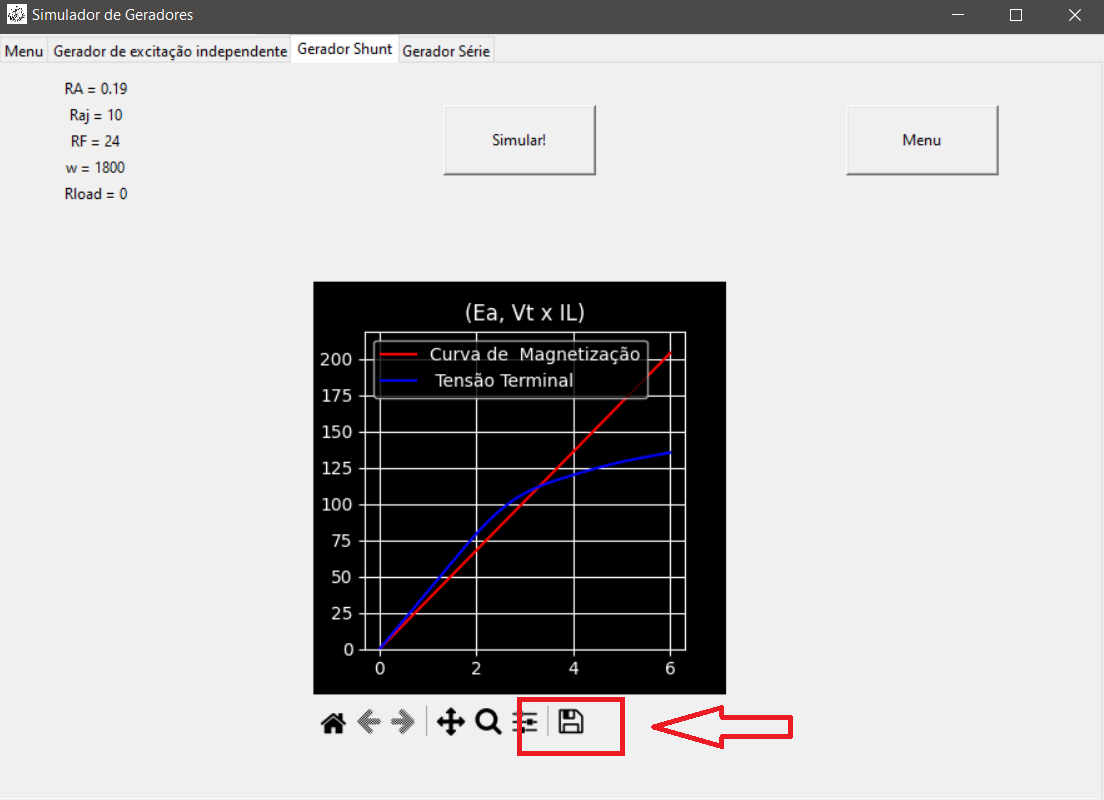 Simulador de Geradores
Menu Gerador de excitação independente Gerador Shunt Gerador Série
RA = 0.19
Raj = 10
RF = 24
w = 1800
Rload = 0
Simular!
Menu
(Ea, Vt x IL)
Curva de  Magnetização
Tensão Terminal
200
175
150
125
100
75
50
25
0
0 2 4 6